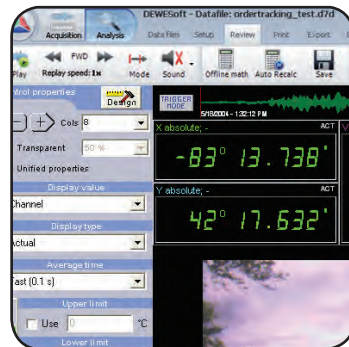 DEWESoft - Datafile: ordertracking_test.d7d
Acquisition Analysis Data files Setup Review Print Export
Play FWD Mode Sound Offline math Auto Recalc Save
Replay speed: 1x
ntrol properties Design
TRIGGER MODE
5/18/2004 - 1:32:12 PM
Cols 8
X absolute; - ACT
Transparent 50 %
-83° 13.738'
Unified properties
Display value
Y absolute; - ACT
Channel
42° 17.632'
Display type
Actual
Average time
Fast (0.1 s)
Upper limit
Use 0 °C
Lower limit